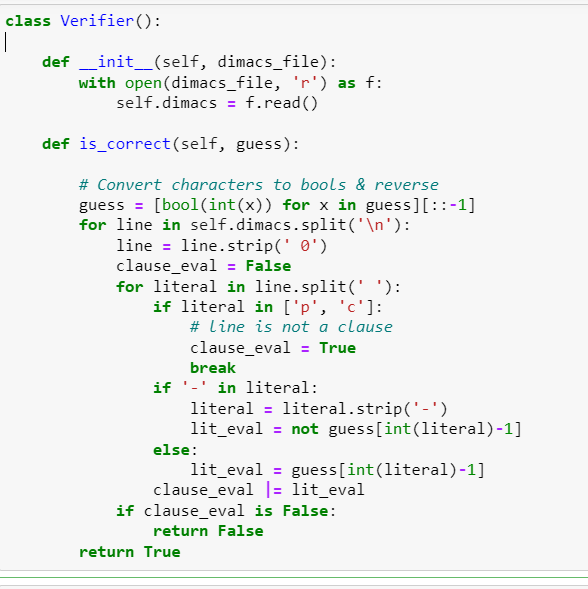 class Verifier():
    def __init__(self, dimacs_file):
        with open(dimacs_file, 'r') as f:
            self.dimacs = f.read()
    def is_correct(self, guess):
        # Convert characters to bools & reverse
        guess = [bool(int(x)) for x in guess][::-1]
        for line in self.dimacs.split('\n'):
            line = line.strip(' 0')
            clause_eval = False
            for literal in line.split(' '):
                if literal in ['p', 'c']:
                    # line is not a clause
                    clause_eval = True
                    break
                if '-' in literal:
                    literal = literal.strip('-')
                    lit_eval = not guess[int(literal)-1]
                else:
                    lit_eval = guess[int(literal)-1]
                clause_eval |= lit_eval
            if clause_eval is False:
                return False
        return True